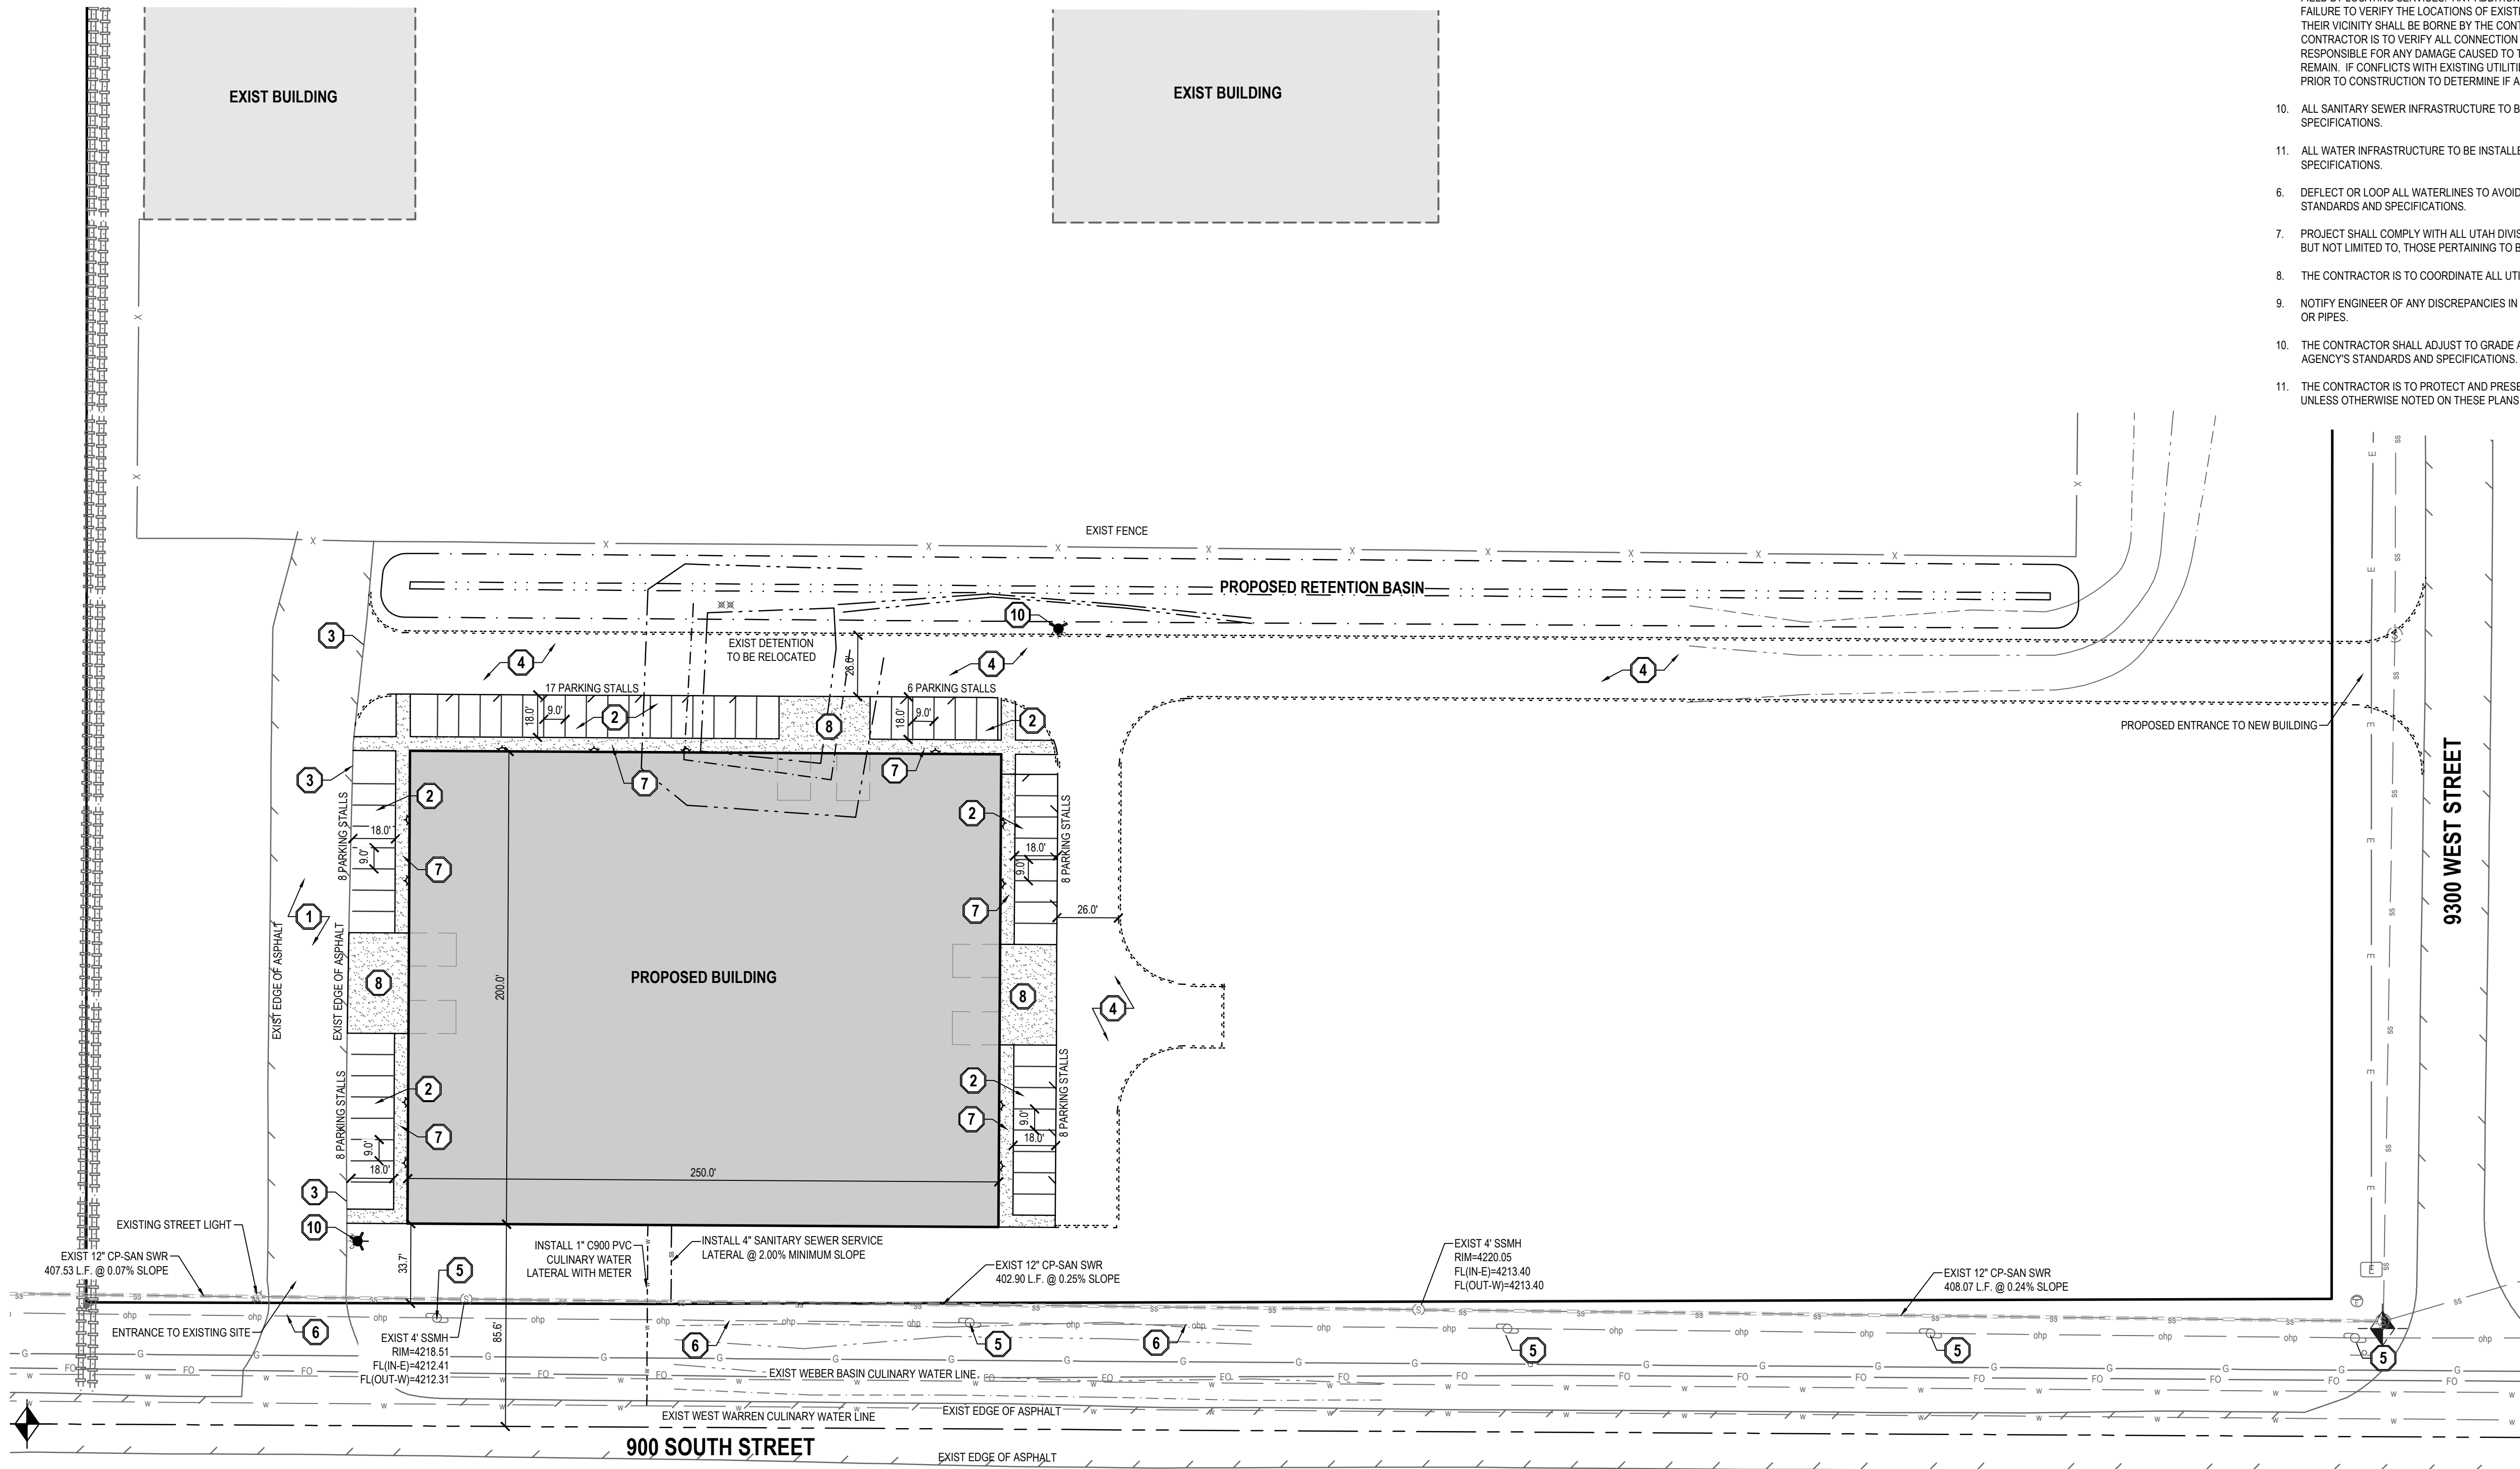 FAILURE TO VERIFY THE LOCATIONS OF EXIST
THEIR VICINITY SHALL BE BORNE BY THE CONT
CONTRACTOR IS TO VERIFY ALL CONNECTION
RESPONSIBLE FOR ANY DAMAGE CAUSED TO T
REMAIN. IF CONFLICTS WITH EXISTING UTILITI
PRIOR TO CONSTRUCTION TO DETERMINE IF A
10. ALL SANITARY SEWER INFRASTRUCTURE TO B
SPECIFICATIONS.
11. ALL WATER INFRASTRUCTURE TO BE INSTALLE
SPECIFICATIONS.
6. DEFLECT OR LOOP ALL WATERLINES TO AVOID
STANDARDS AND SPECIFICATIONS.
7. PROJECT SHALL COMPLY WITH ALL UTAH DIVIS
BUT NOT LIMITED TO, THOSE PERTAINING TO B
8. THE CONTRACTOR IS TO COORDINATE ALL UTI
9. NOTIFY ENGINEER OF ANY DISCREPANCIES IN
OR PIPES.
10. THE CONTRACTOR SHALL ADJUST TO GRADE A
AGENCY'S STANDARDS AND SPECIFICATIONS.
11. THE CONTRACTOR IS TO PROTECT AND PRESE
UNLESS OTHERWISE NOTED ON THESE PLANS
EXIST BUILDING
EXIST BUILDING
EXIST FENCE
PROPOSED RETENTION BASIN
10
3
EXIST DETENTION
TO BE RELOCATED
26.0'
4
4
4
17 PARKING STALLS
6 PARKING STALLS
18.0'
9.0'
2
8
18.0'
9.0'
2
PROPOSED ENTRANCE TO NEW BUILDING
9300 WEST STREET
3
7
7
2
2
8 PARKING STALLS
18.0'
9.0'
7
8 PARKING STALLS
18.0'
9.0'
7
26.0'
1
EXIST EDGE OF ASPHALT
EXIST EDGE OF ASPHALT
8
200.0'
PROPOSED BUILDING
8
4
8 PARKING STALLS
2
7
9.0'
18.0'
2
7
8 PARKING STALLS
9.0'
18.0'
250.0'
3
10
EXISTING STREET LIGHT
EXIST 12" CP-SAN SWR
407.53 L.F. @ 0.07% SLOPE
33.7'
5
INSTALL 1" C900 PVC
CULINARY WATER
LATERAL WITH METER
INSTALL 4" SANITARY SEWER SERVICE
LATERAL @ 2.00% MINIMUM SLOPE
EXIST 12" CP-SAN SWR
402.90 L.F. @ 0.25% SLOPE
EXIST 4' SSMH
RIM=4220.05
FL(IN-E)=4213.40
FL(OUT-W)=4213.40
EXIST 12" CP-SAN SWR
408.07 L.F. @ 0.24% SLOPE
ENTRANCE TO EXISTING SITE
6
EXIST 4' SSMH
RIM=4218.51
FL(IN-E)=4212.41
FL(OUT-W)=4212.31
85.6'
6
5
6
5
5
5
EXIST WEBER BASIN CULINARY WATER LINE
EXIST WEST WARREN CULINARY WATER LINE
EXIST EDGE OF ASPHALT
900 SOUTH STREET
EXIST EDGE OF ASPHALT